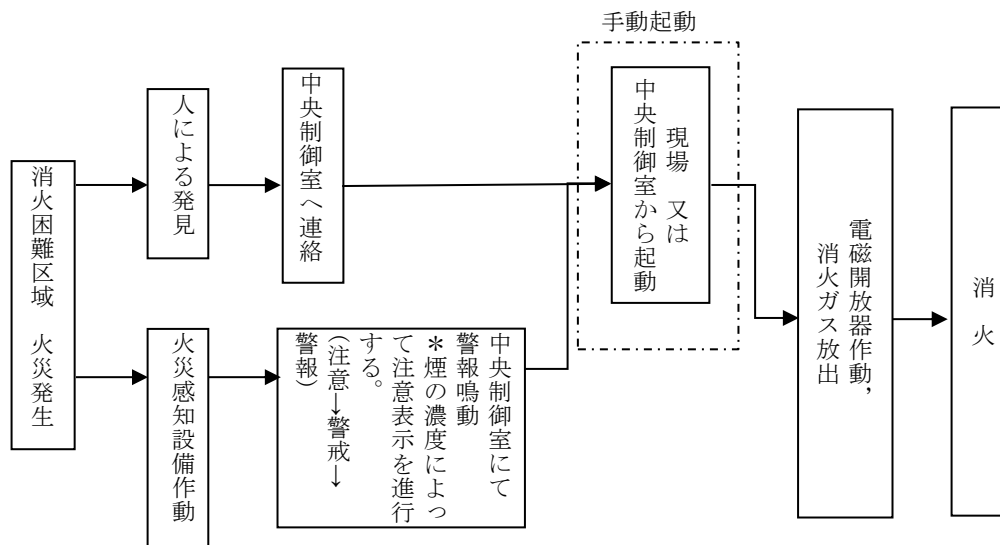 手動起動
消火困難区域　火災発生
人による発見
中央制御室へ連絡
火災感知設備作動
中央制御室にて
警報鳴動
＊煙の濃度によっ
て注意表示を進行
する。
(注意→警戒→
警報)
現場　又は
中央制御室から起動
電磁開放器作動,
消火ガス放出
消　火